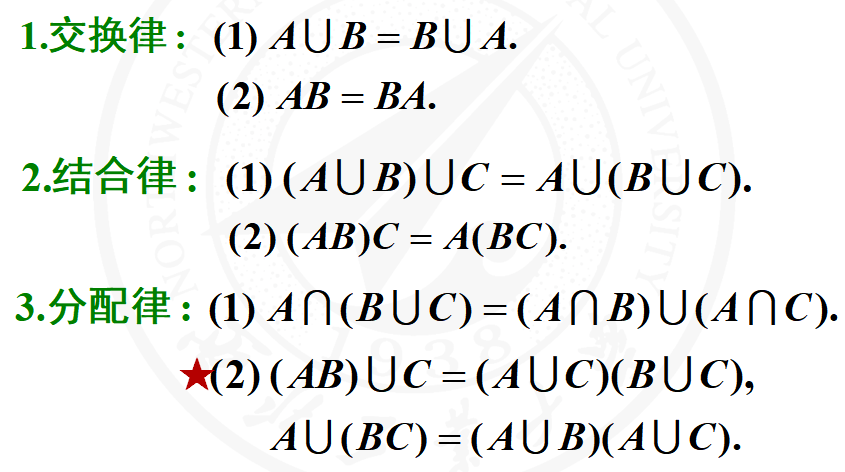 1.交换律: (1) A⋃B = B⋃A.
(2) AB = BA.
2.结合律: (1) (A⋃B)⋃C = A⋃(B⋃C).
(2) (AB)C = A(BC).
3.分配律: (1) A⋂(B⋃C) = (A⋂B)⋃(A⋂C).
★(2) (AB)⋃C = (A⋃C)(B⋃C),
A⋃(BC) = (A⋃B)(A⋃C).